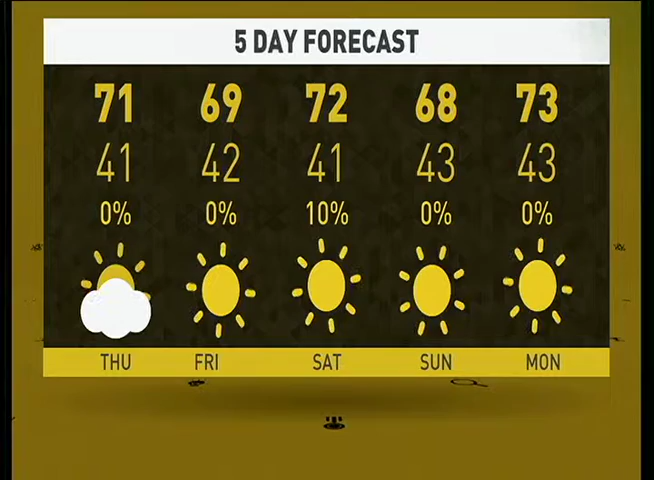 5 DAY FORECAST
71 69 72 68 73
41 42 41 43 43
0% 0% 10% 0% 0%
THU FRI SAT SUN MON